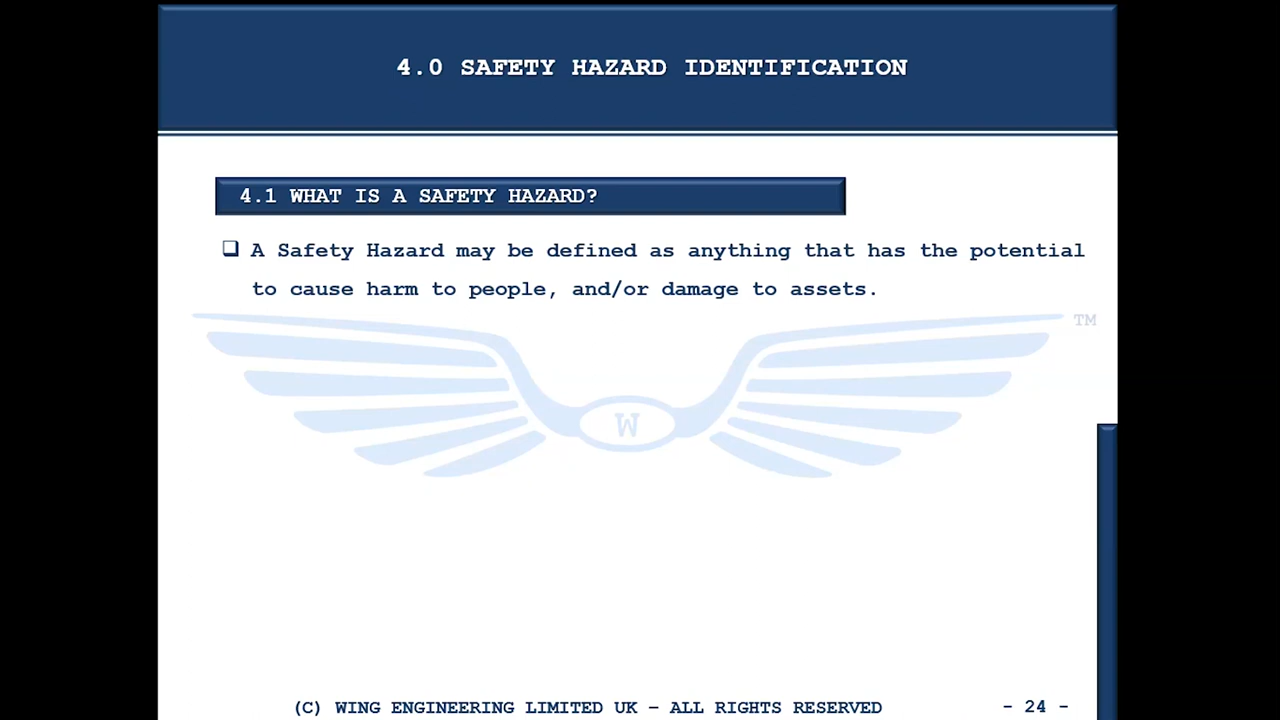 4.0 SAFETY HAZARD IDENTIFICATION
4.1 WHAT IS A SAFETY HAZARD?
❑ A Safety Hazard may be defined as anything that has the potential
to cause harm to people, and/or damage to assets.
TM
W
(C) WING ENGINEERING LIMITED UK – ALL RIGHTS RESERVED - 24 -